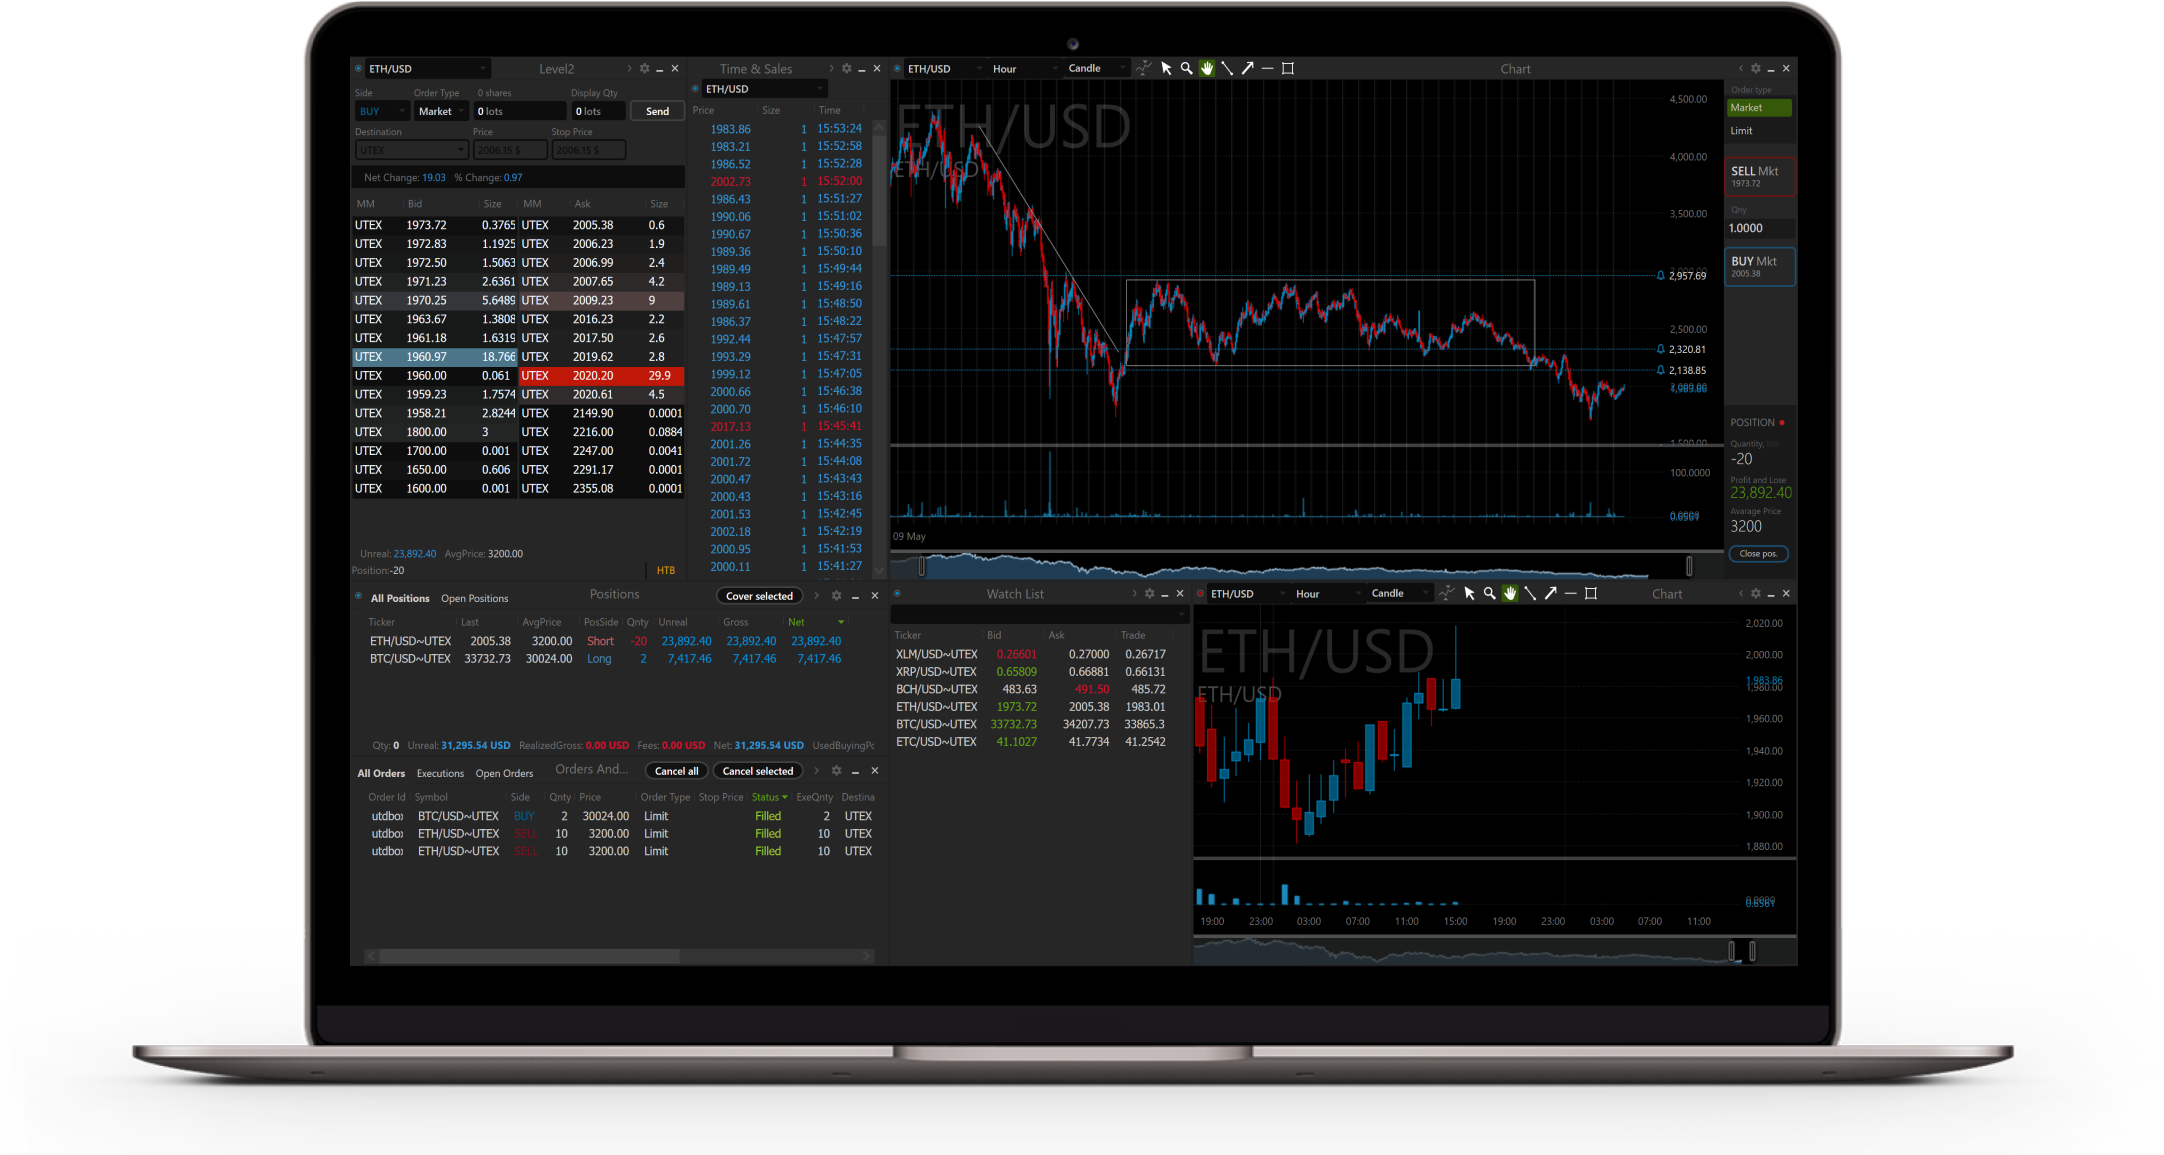 ETH/USD Level2
Side Order Type 0 shares Display Qty
BUY Market 0 lots 0 lots Send
Destination Price Stop Price
UTEX 2006.15 $ 2006.15 $
Net Change: 19.03 % Change: 0.97
MM Bid Size MM Ask Size
UTEX 1973.72 0.3765 UTEX 2005.38 0.6
UTEX 1972.83 1.1925 UTEX 2006.23 1.9
UTEX 1972.50 1.5063 UTEX 2006.99 2.4
UTEX 1971.23 2.6361 UTEX 2007.65 4.2
UTEX 1970.25 5.6489 UTEX 2009.23 9
UTEX 1963.67 1.3808 UTEX 2016.23 2.2
UTEX 1961.18 1.6319 UTEX 2017.50 2.6
UTEX 1960.97 18.766 UTEX 2019.62 2.8
UTEX 1960.00 0.061 UTEX 2020.20 29.9
UTEX 1959.23 1.7574 UTEX 2020.61 4.5
UTEX 1958.21 2.8244 UTEX 2149.90 0.0001
UTEX 1800.00 3 UTEX 2216.00 0.0884
UTEX 1700.00 0.001 UTEX 2247.00 0.0041
UTEX 1650.00 0.606 UTEX 2291.17 0.0001
UTEX 1600.00 0.001 UTEX 2355.08 0.0001
Unreal: 23,892.40 AvgPrice: 3200.00
Position:-20 HTB
Time & Sales
ETH/USD
Price Size Time
1983.86 1 15:53:24
1983.21 1 15:52:58
1986.52 1 15:52:28
2002.73 1 15:52:00
1986.43 1 15:51:27
1990.06 1 15:51:02
1990.67 1 15:50:36
1989.36 1 15:50:10
1989.49 1 15:49:44
1989.13 1 15:49:16
1989.61 1 15:48:50
1986.37 1 15:48:22
1992.44 1 15:47:57
1993.29 1 15:47:31
1999.12 1 15:47:05
2000.66 1 15:46:38
2000.70 1 15:46:10
2017.13 1 15:45:41
2001.26 1 15:44:35
2001.72 1 15:44:08
2000.47 1 15:43:43
2000.43 1 15:43:16
2001.53 1 15:42:45
2002.18 1 15:42:19
2000.95 1 15:41:53
2000.11 1 15:41:27
ETH/USD Hour Candle Chart
ETH/USD
ETH/USD
4,500.00
4,000.00
3,500.00
2,957.69
2,500.00
2,320.81
2,138.85
1,500.00
100.0000
09 May
Order type
Market
Limit
SELL Mkt
1973.72
Qny
1.0000
BUY Mkt
2005.38
POSITION
Quantity, lots
-20
Profit and Lose
23,892.40
Avarage Price
3200
Close pos.
All Positions Open Positions Positions Cover selected
Ticker Last AvgPrice PosSide Qnty Unreal Gross Net
ETH/USD~UTEX 2005.38 3200.00 Short -20 23,892.40 23,892.40 23,892.40
BTC/USD~UTEX 33732.73 30024.00 Long 2 7,417.46 7,417.46 7,417.46
Qty: 0 Unreal: 31,295.54 USD RealizedGross: 0.00 USD Fees: 0.00 USD Net: 31,295.54 USD UsedBuyingPc
All Orders Executions Open Orders Orders And... Cancel all Cancel selected
Order Id Symbol Side Qnty Price Order Type Stop Price Status ExeQnty Destina
utdbo BTC/USD~UTEX BUY 2 30024.00 Limit Filled 2 UTEX
utdbo ETH/USD~UTEX SELL 10 3200.00 Limit Filled 10 UTEX
utdbo ETH/USD~UTEX SELL 10 3200.00 Limit Filled 10 UTEX
Watch List
Ticker Bid Ask Trade
XLM/USD~UTEX 0.26601 0.27000 0.26717
XRP/USD~UTEX 0.65809 0.66881 0.66131
BCH/USD~UTEX 483.63 491.50 485.72
ETH/USD~UTEX 1973.72 2005.38 1983.01
BTC/USD~UTEX 33732.73 34207.73 33865.3
ETC/USD~UTEX 41.1027 41.7734 41.2542
ETH/USD Hour Candle Chart
ETH/USD
ETH/USD
2,020.00
2,000.00
1,983.86
1,980.00
1,960.00
1,940.00
1,920.00
1,900.00
1,880.00
19:00 23:00 03:00 07:00 11:00 15:00 19:00 23:00 03:00 07:00 11:00